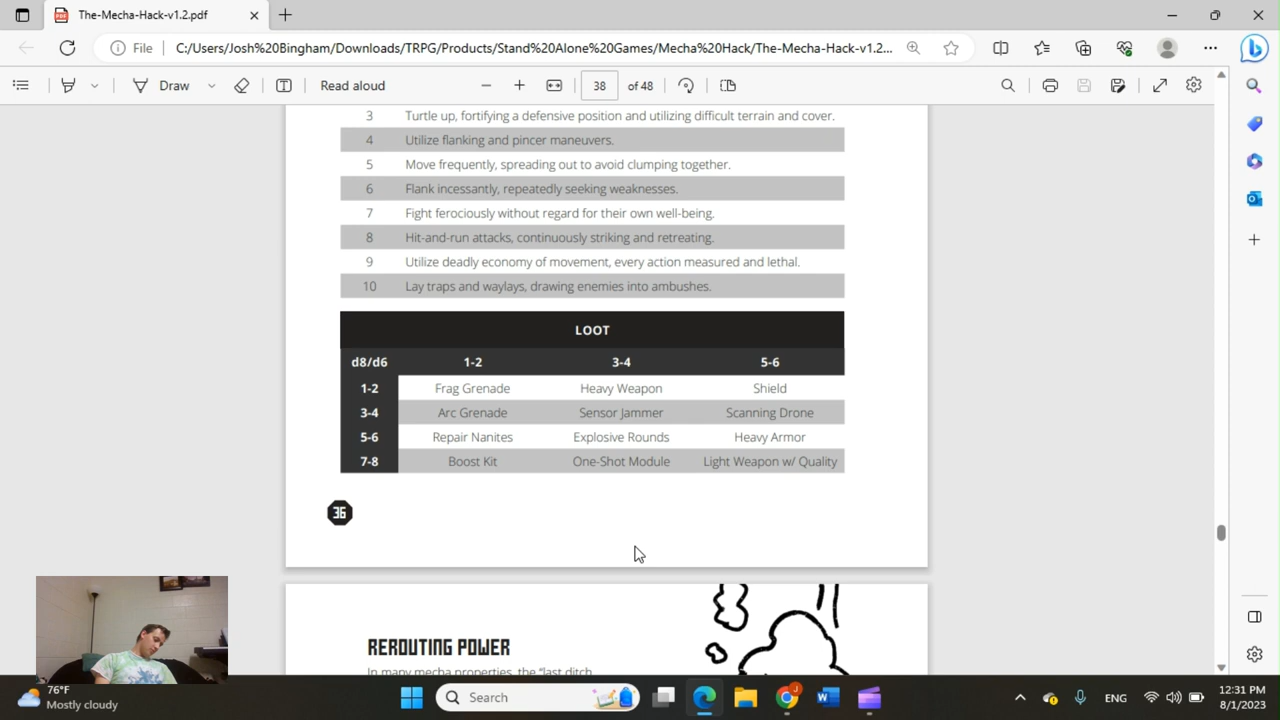 The-Mecha-Hack-v1.2.pdf
File C:/Users/Josh%20Bingham/Downloads/TRPG/Products/Stand%20Alone%20Games/Mecha%20Hack/The-Mecha-Hack-v1.2...
Draw Read aloud 38 of 48
3 Turtle up, fortifying a defensive position and utilizing difficult terrain and cover.
4 Utilize flanking and pincer maneuvers.
5 Move frequently, spreading out to avoid clumping together.
6 Flank incessantly, repeatedly seeking weaknesses.
7 Fight ferociously without regard for their own well-being.
8 Hit-and-run attacks, continuously striking and retreating.
9 Utilize deadly economy of movement, every action measured and lethal.
10 Lay traps and waylays, drawing enemies into ambushes.
LOOT
d8/d6 1-2 3-4 5-6
1-2 Frag Grenade Heavy Weapon Shield
3-4 Arc Grenade Sensor Jammer Scanning Drone
5-6 Repair Nanites Explosive Rounds Heavy Armor
7-8 Boost Kit One-Shot Module Light Weapon w/ Quality
36
REROUTING POWER
In many mecha properties, the "last ditch
76°F
Mostly cloudy
Search
ENG
12:31 PM
8/1/2023